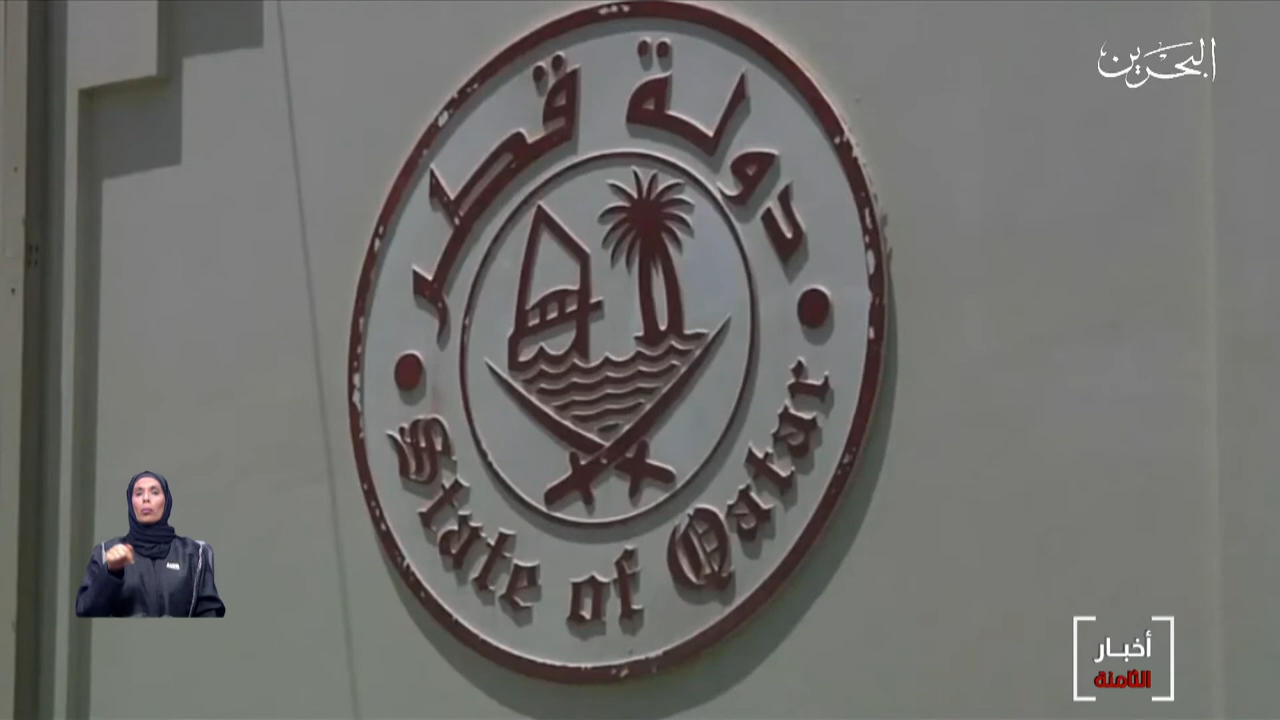 البحرين
دولة قطر
State of Qatar
أخبار
الثامنة